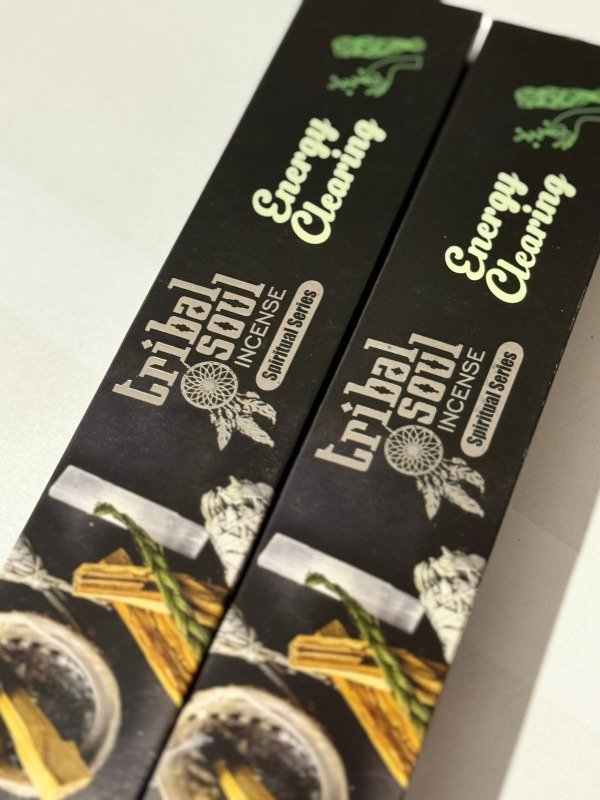 Energy
Clearing
tribal
soul
INCENSE
Spiritual Series
Energy
Clearing
tribal
soul
INCENSE
Spiritual Series